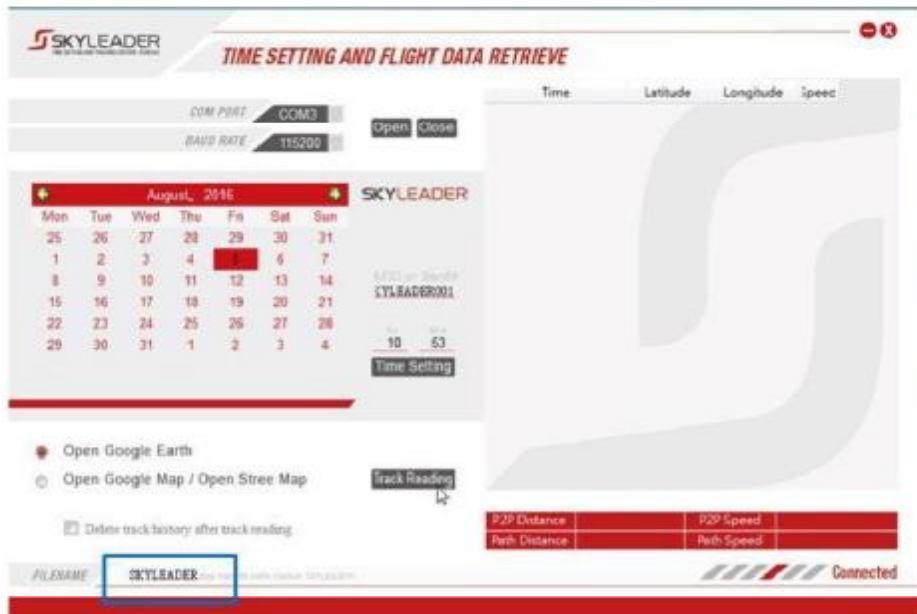 SKYLEADER
TIME SETTING AND FLIGHT DATA RETRIEVE
COM PORT COM3
BAUD RATE 115200
Open Close
Time Latitude Longitude Speec
August, 2016
Mon Tue Wed Thu Fri Sat Sun
25 26 27 28 29 30 31
1 2 3 4 5 6 7
8 9 10 11 12 13 14
15 16 17 18 19 20 21
22 23 24 25 26 27 28
29 30 31 1 2 3 4
SKYLEADER
KYLEADER001
10 53
Time Setting
Open Google Earth
Open Google Map / Open Stree Map
Track Reading
Delete track history after track reading
P2P Distance P2P Speed
Path Distance Path Speed
FILENAME SKYLEADER
Connected